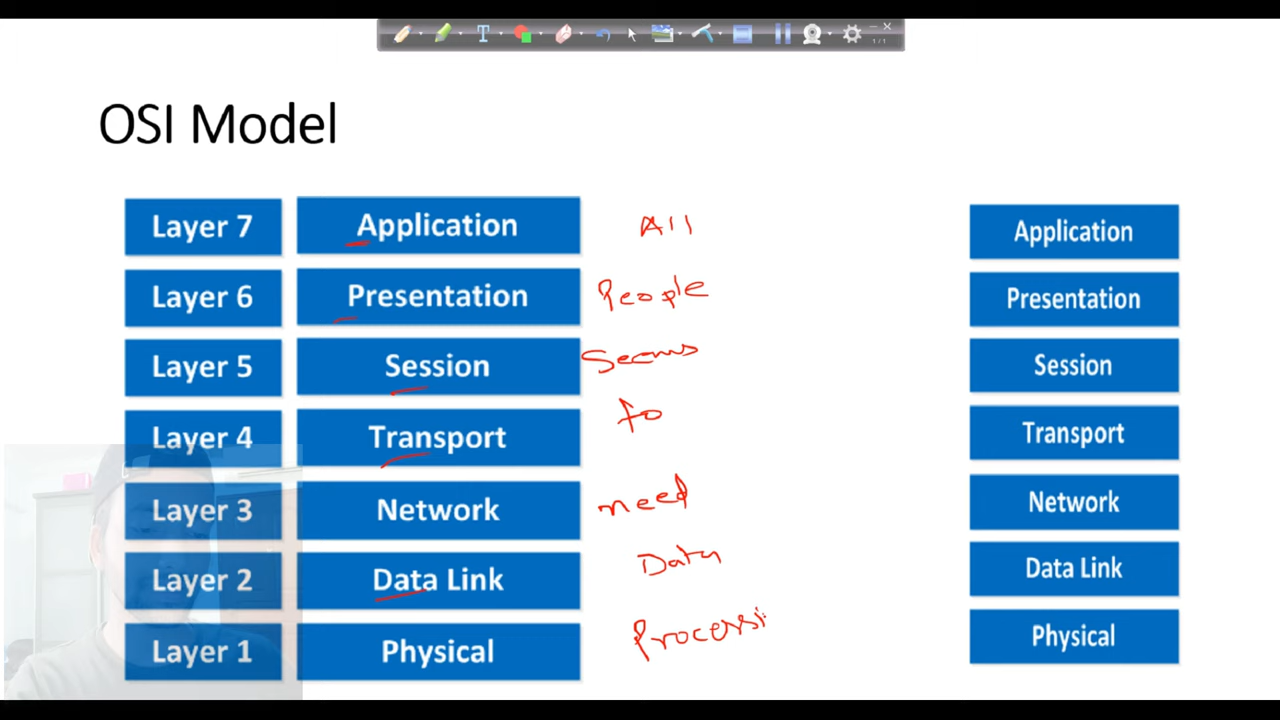 OSI Model
Layer 7 Application All Application
Layer 6 Presentation People Presentation
Layer 5 Session Seems Session
Layer 4 Transport to Transport
Layer 3 Network need Network
Layer 2 Data Link Data Data Link
Layer 1 Physical Processi Physical